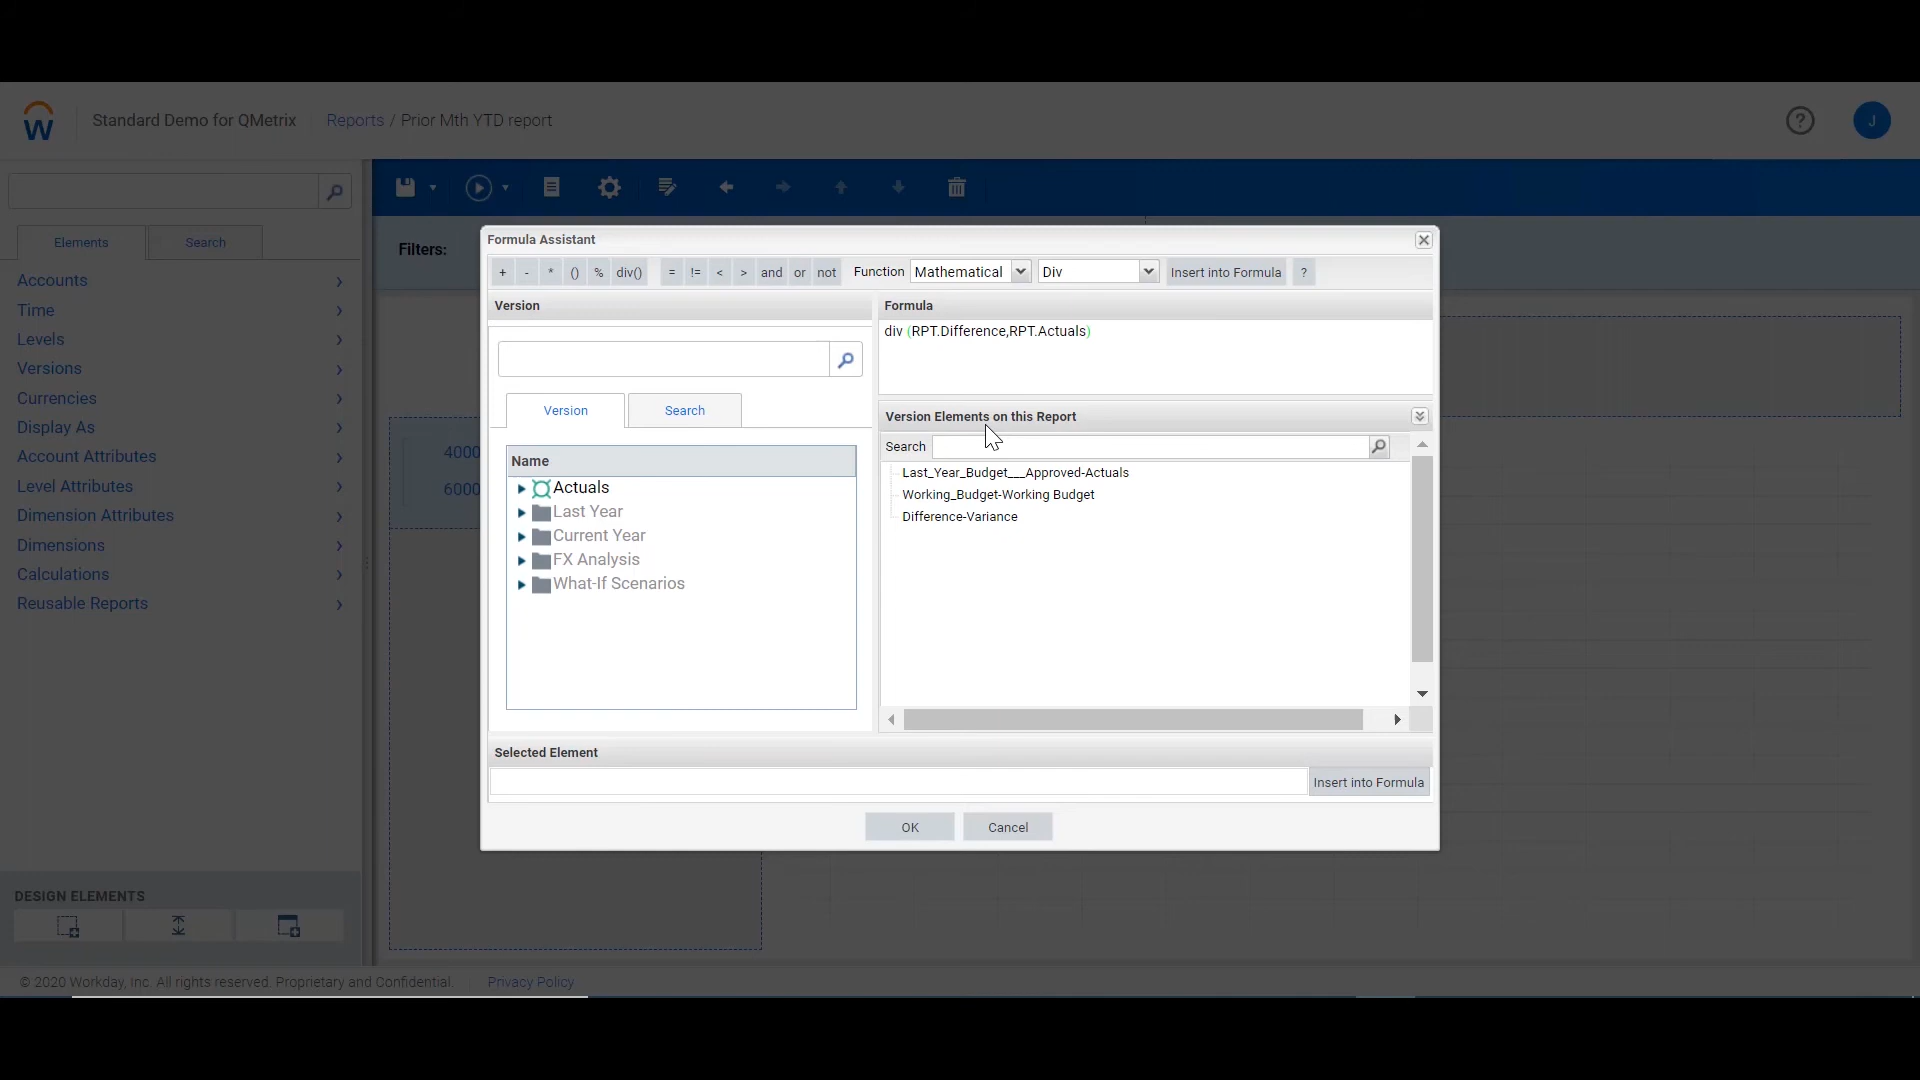 Standard Demo for QMetrix Reports / Prior Mth YTD report ? J
Elements Search
Accounts
Time
Levels
Versions
Currencies
Display As
Account Attributes
Level Attributes
Dimension Attributes
Dimensions
Calculations
Reusable Reports
DESIGN ELEMENTS
Filters:
4000
6000
Formula Assistant
+ - * () % div() = != < > and or not Function Mathematical Div Insert into Formula ?
Version
Version Search
Name
Actuals
Last Year
Current Year
FX Analysis
What-If Scenarios
Formula
div (RPT.Difference,RPT.Actuals)
Version Elements on this Report
Search
Last_Year_Budget___Approved-Actuals
Working_Budget-Working Budget
Difference-Variance
Selected Element
Insert into Formula
OK Cancel
© 2020 Workday, Inc. All rights reserved. Proprietary and Confidential. Privacy Policy